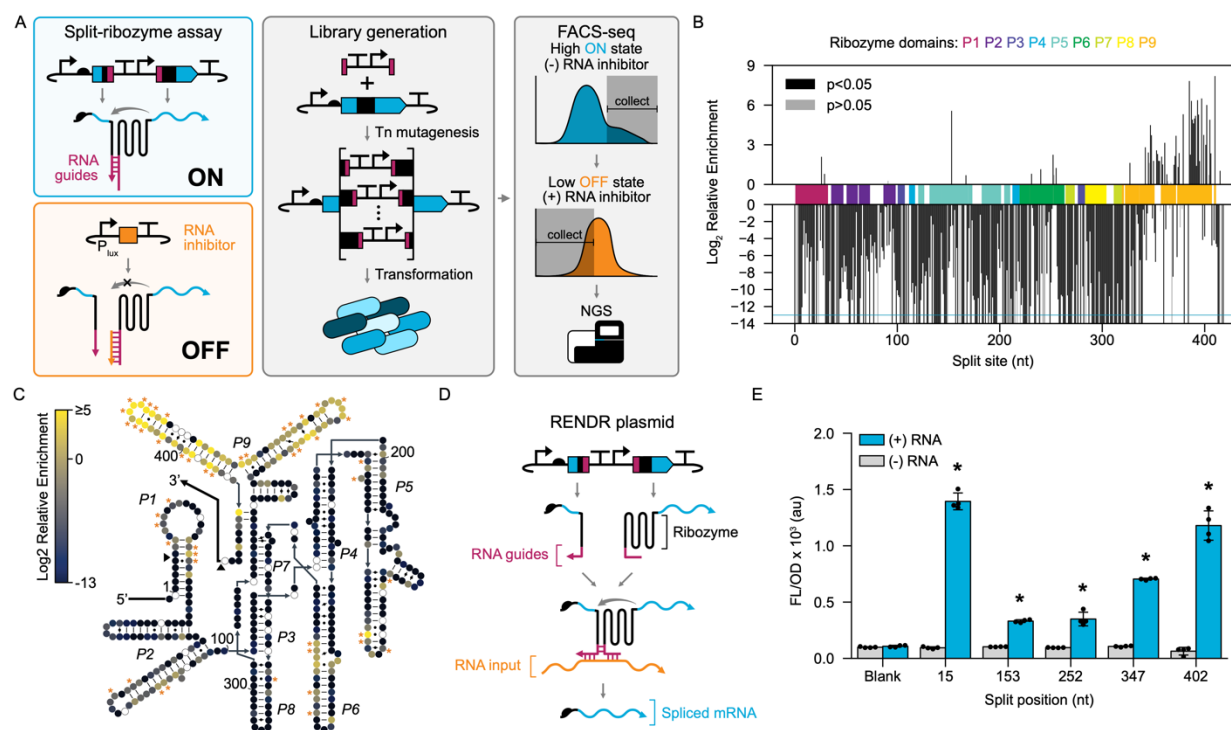 A
Split-ribozyme assay
RNA
guides
ON
P lux
RNA
inhibitor
OFF
Library generation
+
Tn mutagenesis
Transformation
FACS-seq
High ON state
(-) RNA inhibitor
collect
Low OFF state
(+) RNA inhibitor
collect
NGS
B
Ribozyme domains: P1 P2 P3 P4 P5 P6 P7 P8 P9
p<0.05
p>0.05
Log2 Relative Enrichment
9
6
3
0
0
−2
−4
−6
−8
−10
−12
−14
0 100 200 300 400
Split site (nt)
C
Log2 Relative Enrichment
≥5
0
-13
P9
400
3'
P1
1
5'
P2
100
P7
P3
300
P8
P4
P6
200
P5
D
RENDR plasmid
Ribozyme
RNA guides
RNA input
Spliced mRNA
E
(+) RNA
(-) RNA
FL/OD x 10³ (au)
2.0
1.5
1.0
0.5
0.0
* * * * *
Blank 15 153 252 347 402
Split position (nt)